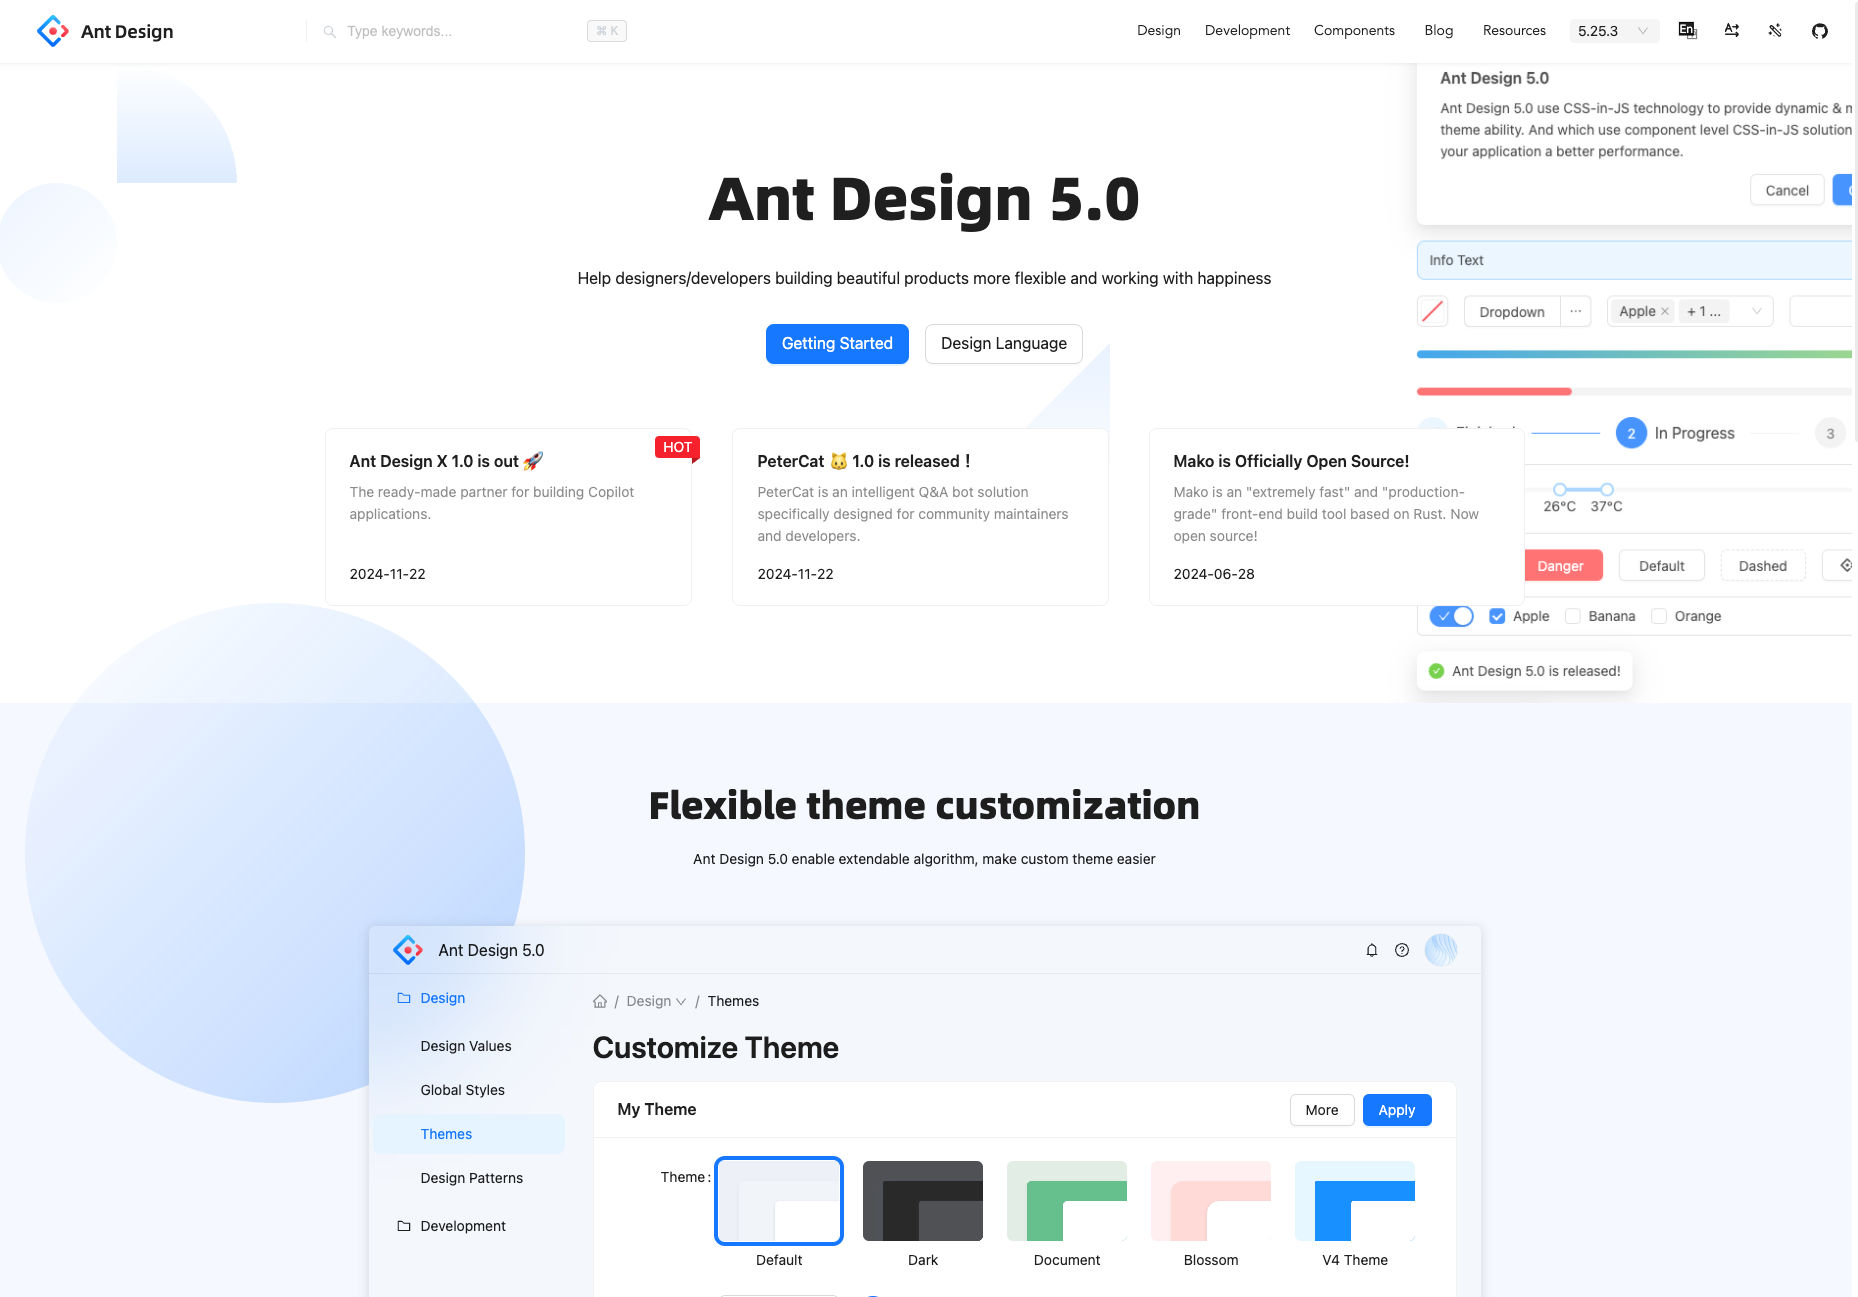 Ant Design
Type keywords...
⌘ K
Design
Development
Components
Blog
Resources
5.25.3
En
Ant Design 5.0
Ant Design 5.0 use CSS-in-JS technology to provide dynamic &
theme ability. And which use component level CSS-in-JS solution
your application a better performance.
Cancel
Ant Design 5.0
Help designers/developers building beautiful products more flexible and working with happiness
Getting Started
Design Language
Info Text
Dropdown
···
Apple
+ 1 ...
2
In Progress
3
26°C
37°C
Danger
Default
Dashed
Apple
Banana
Orange
Ant Design 5.0 is released!
HOT
Ant Design X 1.0 is out 🚀
The ready-made partner for building Copilot
applications.
2024-11-22
PeterCat 🐱 1.0 is released！
PeterCat is an intelligent Q&A bot solution
specifically designed for community maintainers
and developers.
2024-11-22
Mako is Officially Open Source!
Mako is an "extremely fast" and "production-
grade" front-end build tool based on Rust. Now
open source!
2024-06-28
Flexible theme customization
Ant Design 5.0 enable extendable algorithm, make custom theme easier
Ant Design 5.0
Design
Design Values
Global Styles
Themes
Design Patterns
Development
/ Design / Themes
Customize Theme
My Theme
More
Apply
Theme :
Default
Dark
Document
Blossom
V4 Theme